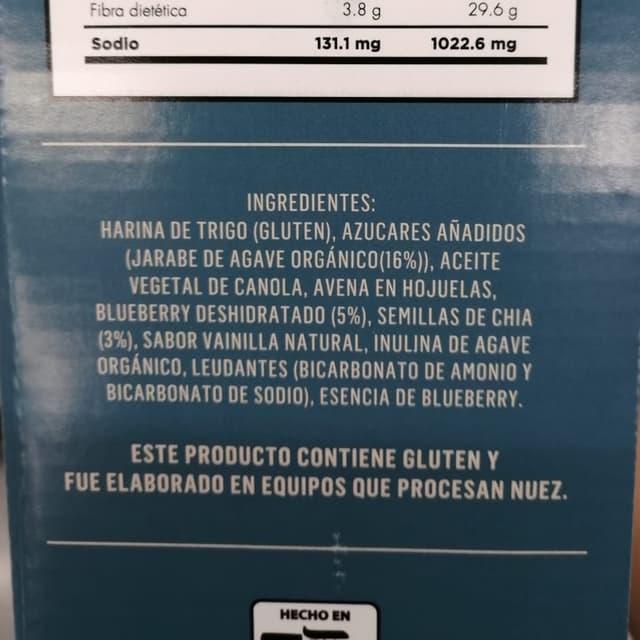 Fibra dietética 3.8 g 29.6 g
Sodio 131.1 mg 1022.6 mg
INGREDIENTES:
HARINA DE TRIGO (GLUTEN), AZUCARES AÑADIDOS
(JARABE DE AGAVE ORGÁNICO(16%)), ACEITE
VEGETAL DE CANOLA, AVENA EN HOJUELAS,
BLUEBERRY DESHIDRATADO (5%), SEMILLAS DE CHIA
(3%), SABOR VAINILLA NATURAL, INULINA DE AGAVE
ORGÁNICO, LEUDANTES (BICARBONATO DE AMONIO Y
BICARBONATO DE SODIO), ESENCIA DE BLUEBERRY.
ESTE PRODUCTO CONTIENE GLUTEN Y
FUE ELABORADO EN EQUIPOS QUE PROCESAN NUEZ.
HECHO EN